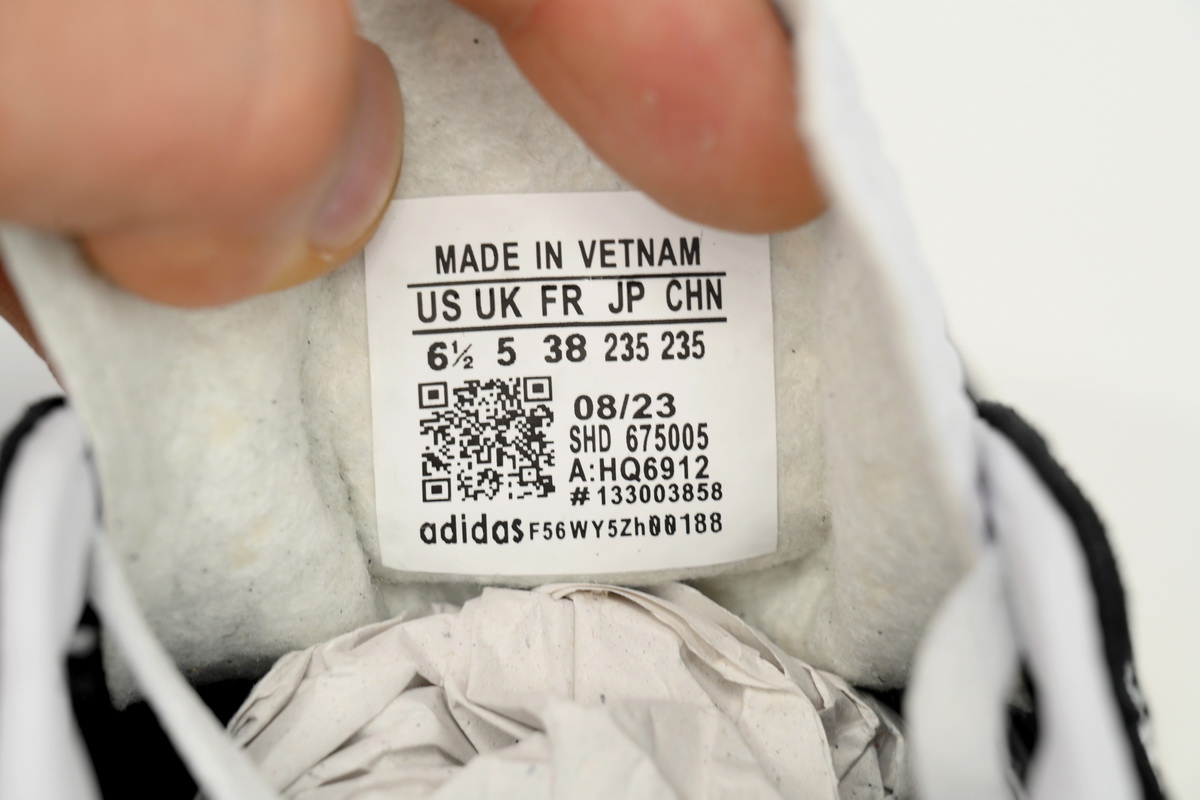 MADE IN VETNAM
US UK FR JP CHN
6½ 5 38 235 235
08/23
SHD 675005
A:HQ6912
# 133003858
adidas F56WY5Zh00188